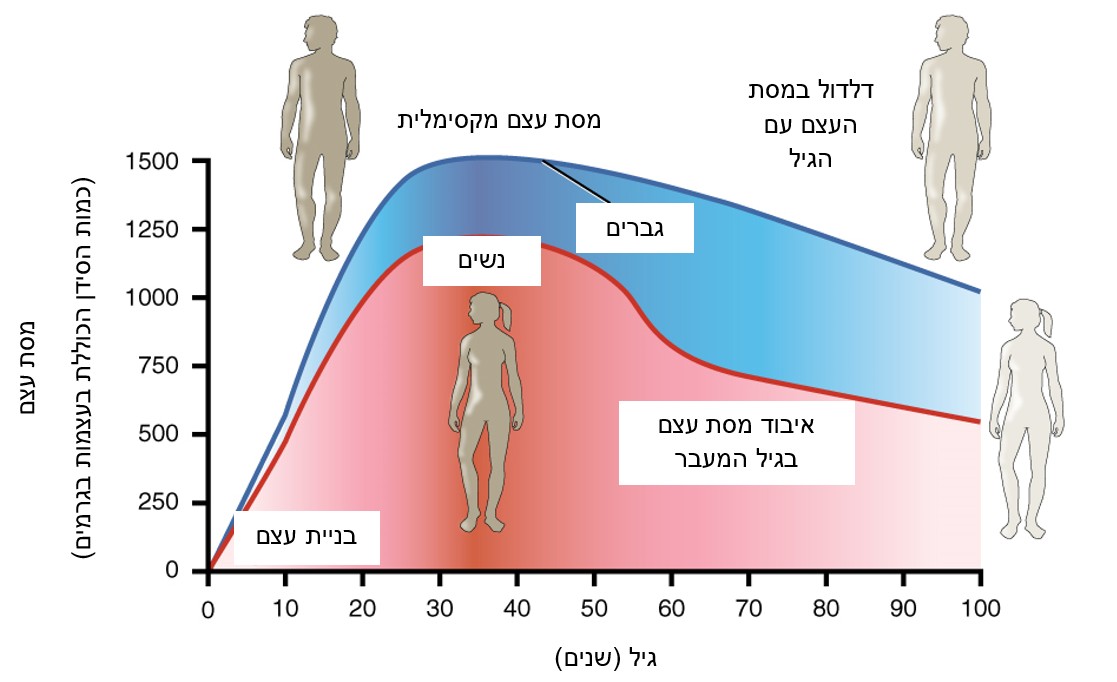 מסת עצם מקסימלית
דלדול במסת
העצם עם
הגיל
מסת עצם
(כמות הסידן הכוללת בעצמות בגרמים)
1500
1250
1000
750
500
250
0
גברים
נשים
איבוד מסת עצם
בגיל המעבר
בניית עצם
0 10 20 30 40 50 60 70 80 90 100
גיל (שנים)